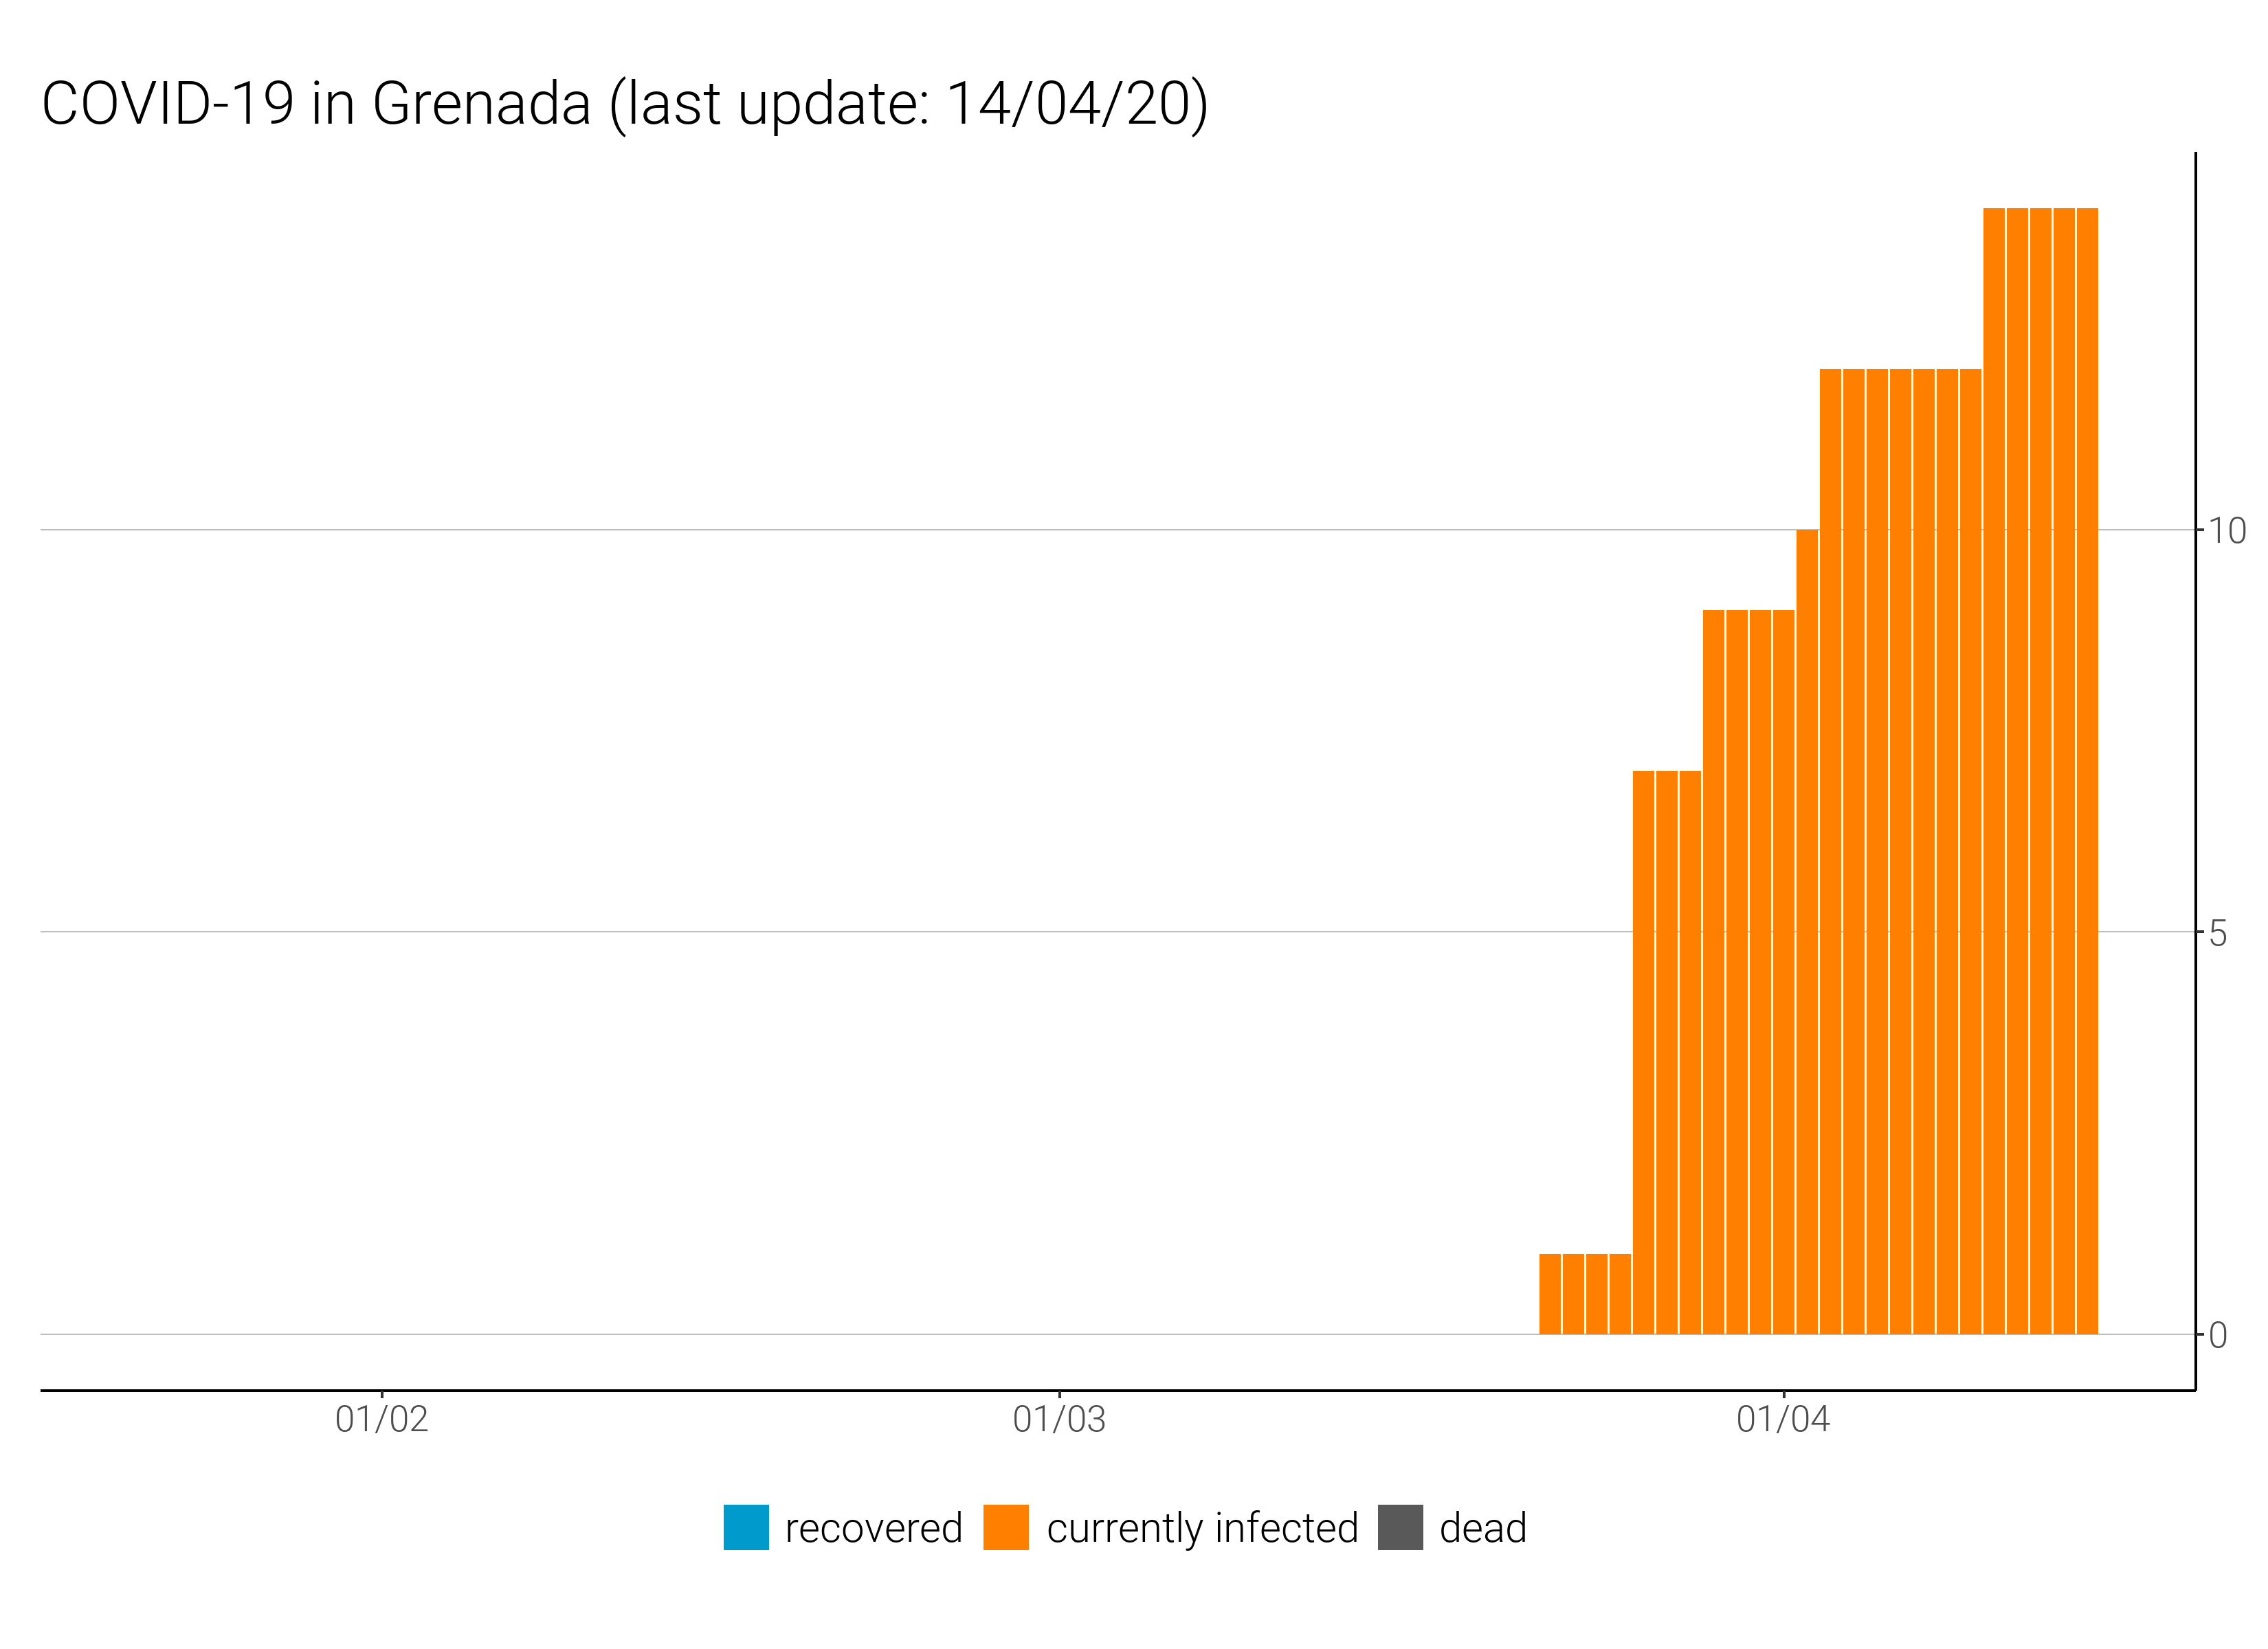 COVID-19 in Grenada (last update: 14/04/20)
10
5
0
01/02 01/03 01/04
recovered currently infected dead